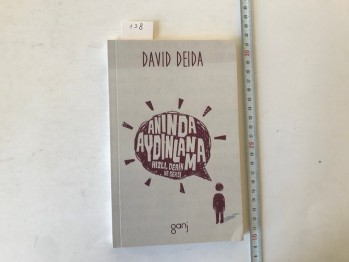 138
DAVID DEIDA
ANINDA
AYDINLANMA
HIZLI, DERİN
VE SEKSİ
ganj